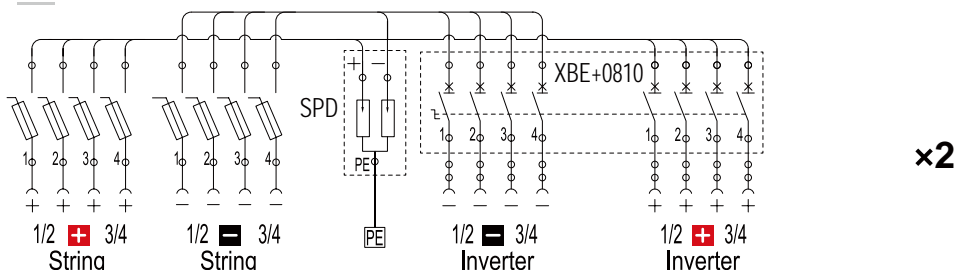 + −
XBE+0810
SPD
1 2 3 4 1 2 3 4 1 2 3 4 1 2 3 4
PE
×2
+ + + + − − − − − − − − + + + +
1/2 + 3/4 1/2 − 3/4 PE 1/2 − 3/4 1/2 + 3/4
String String Inverter Inverter